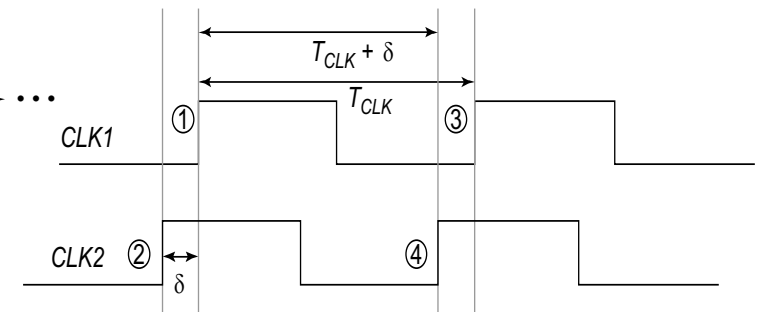 T_CLK + δ
...
T_CLK
① ③
CLK1
CLK2 ② ④
δ